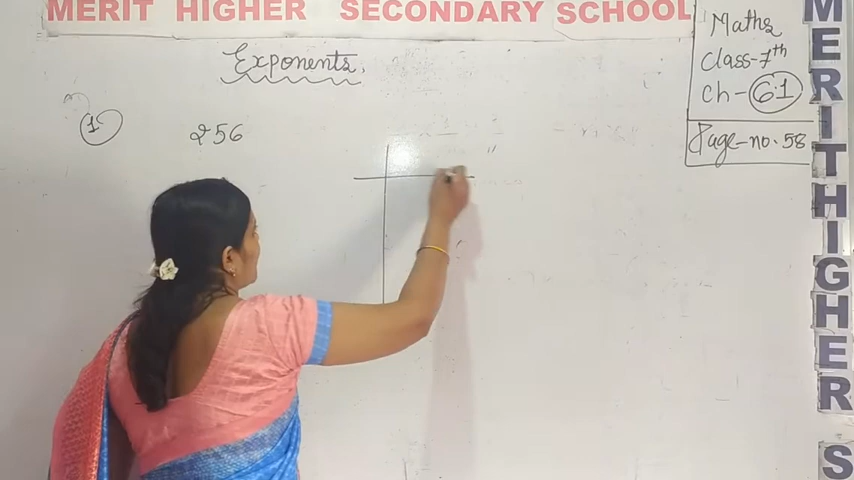 MERIT HIGHER SECONDARY SCHOOL
Exponents.
Maths
Class-7th
Ch-6.1
Page-no.58
1
256
MERIT HIGHER S